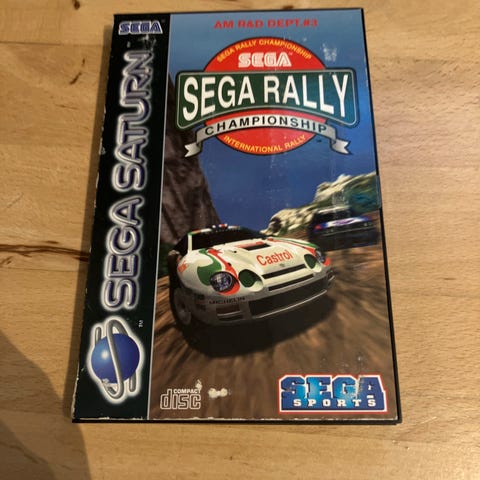 SEGA
SEGA SATURN
AM R&D DEPT.#3
SEGA RALLY CHAMPIONSHIP
SEGA
SEGA RALLY
CHAMPIONSHIP
INTERNATIONAL RALLY
Castrol
MICHELIN
COMPACT
disc
SEGA
SPORTS